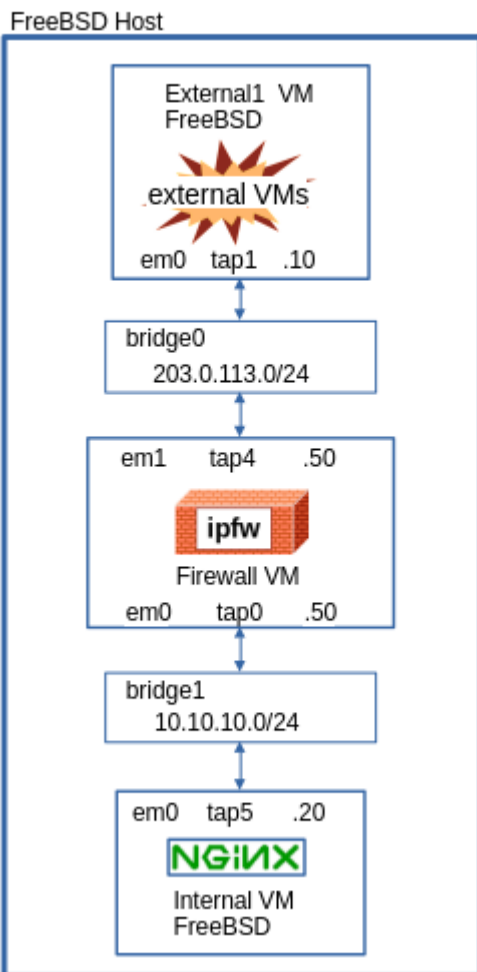 FreeBSD Host
External1 VM
FreeBSD
external VMs
em0 tap1 .10
bridge0
203.0.113.0/24
em1 tap4 .50
ipfw
Firewall VM
em0 tap0 .50
bridge1
10.10.10.0/24
em0 tap5 .20
NGiNX
Internal VM
FreeBSD